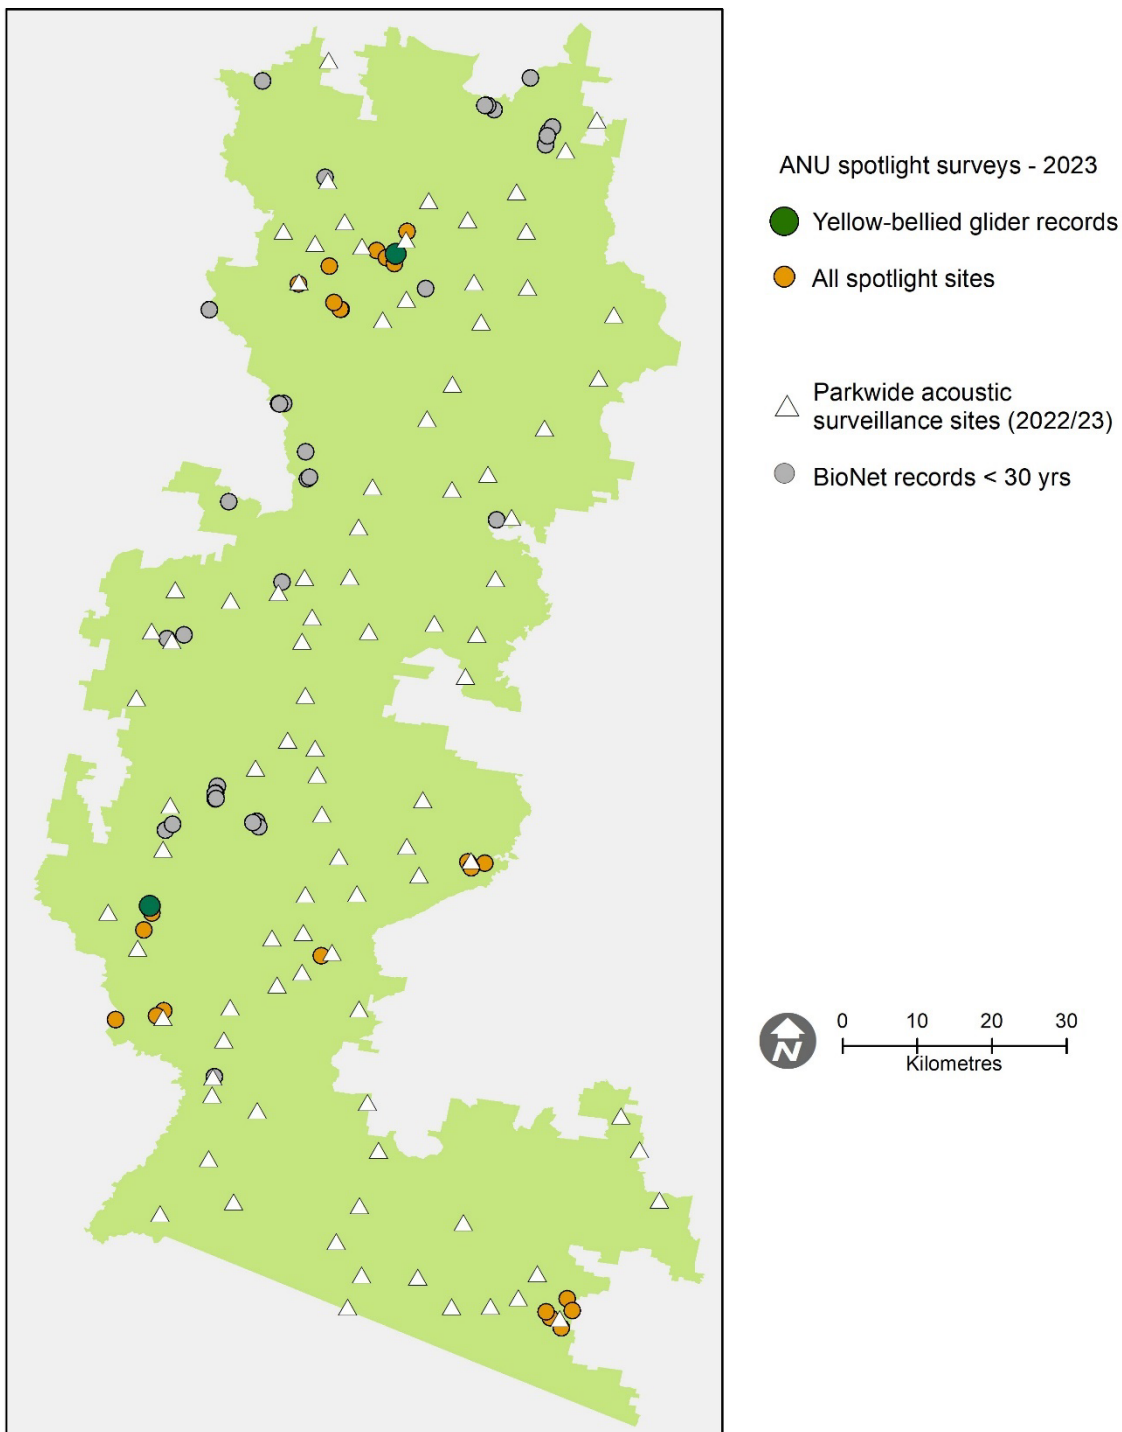 ANU spotlight surveys - 2023
Yellow-bellied glider records
All spotlight sites
Parkwide acoustic
surveillance sites (2022/23)
BioNet records < 30 yrs
N
0 10 20 30
Kilometres